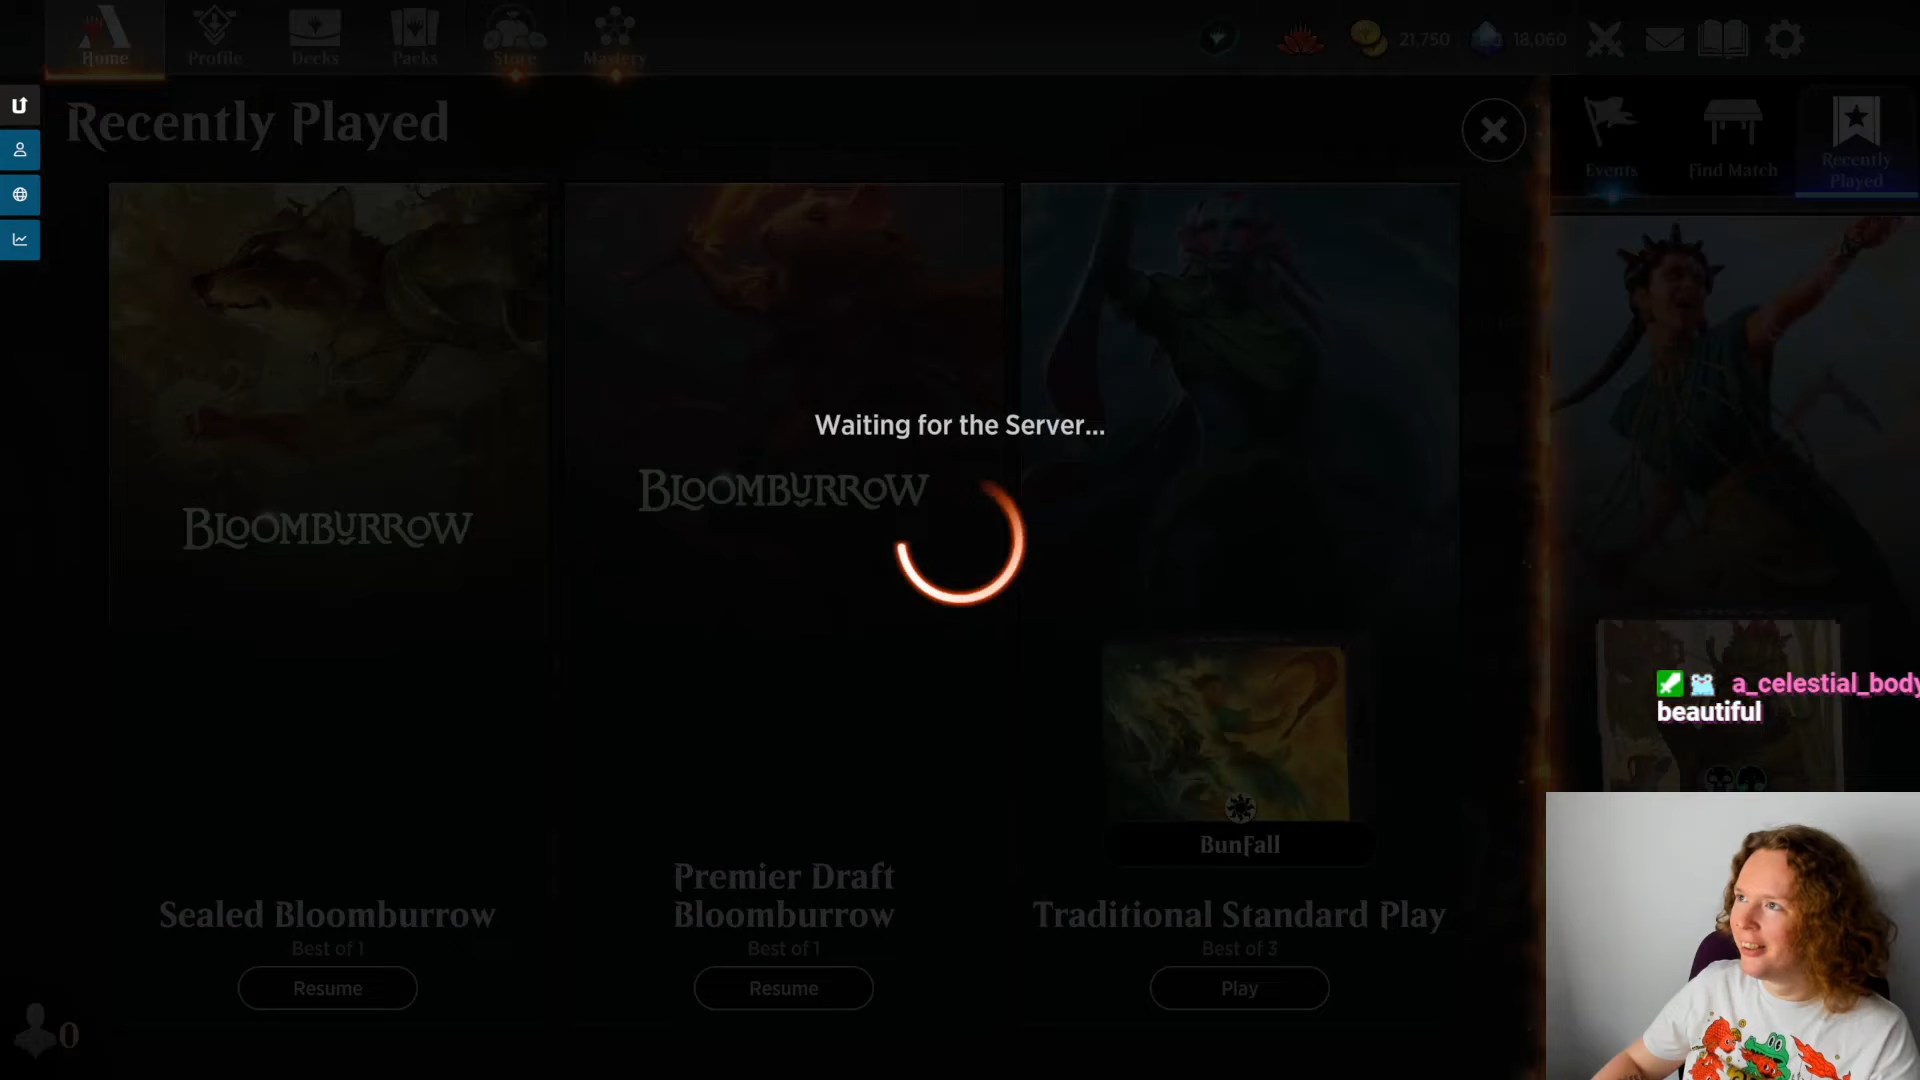 Home
Profile
Decks
Packs
Store
Mastery
21,750
18,060
Recently Played
Events
Find Match
Recently
Played
Waiting for the Server...
BLOOMBURROW
BLOOMBURROW
a_celestial_body
beautiful
BunFall
Sealed Bloomburrow
Best of 1
Resume
Premier Draft
Bloomburrow
Best of 1
Resume
Traditional Standard Play
Best of 3
Play
0